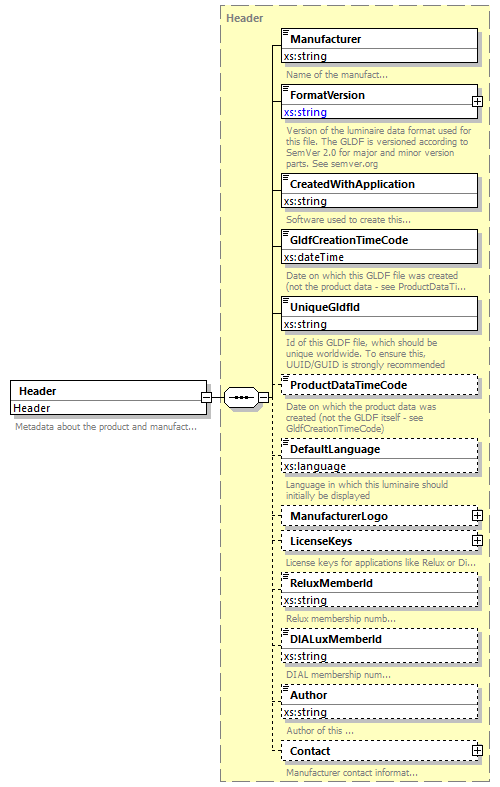 Header
Manufacturer
xs:string
Name of the manufact...
FormatVersion
xs:string
Version of the luminaire data format used for
this file. The GLDF is versioned according to
SemVer 2.0 for major and minor version
parts. See semver.org
CreatedWithApplication
xs:string
Software used to create this...
GldfCreationTimeCode
xs:dateTime
Date on which this GLDF file was created
(not the product data - see ProductDataTi...
UniqueGldfId
xs:string
Id of this GLDF file, which should be
unique worldwide. To ensure this,
UUID/GUID is strongly recommended
Header
Header
Metadata about the product and manufact...
ProductDataTimeCode
Date on which the product data was
created (not the GLDF itself - see
GldfCreationTimeCode)
DefaultLanguage
xs:language
Language in which this luminaire should
initially be displayed
ManufacturerLogo
LicenseKeys
License keys for applications like Relux or Di...
ReluxMemberId
xs:string
Relux membership numb...
DIALuxMemberId
xs:string
DIAL membership num...
Author
xs:string
Author of this ...
Contact
Manufacturer contact informat...